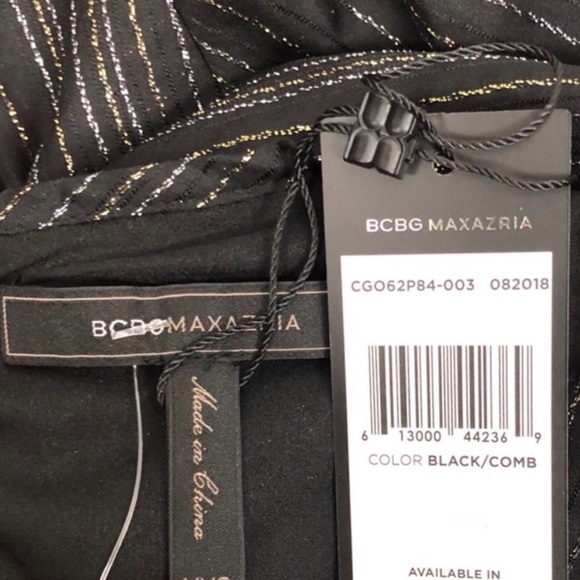 BCBGMAXAZRIA
Made in China
BCBG MAXAZRIA
CGO62P84-003 082018
6 13000 44236 9
COLOR BLACK/COMB
AVAILABLE IN